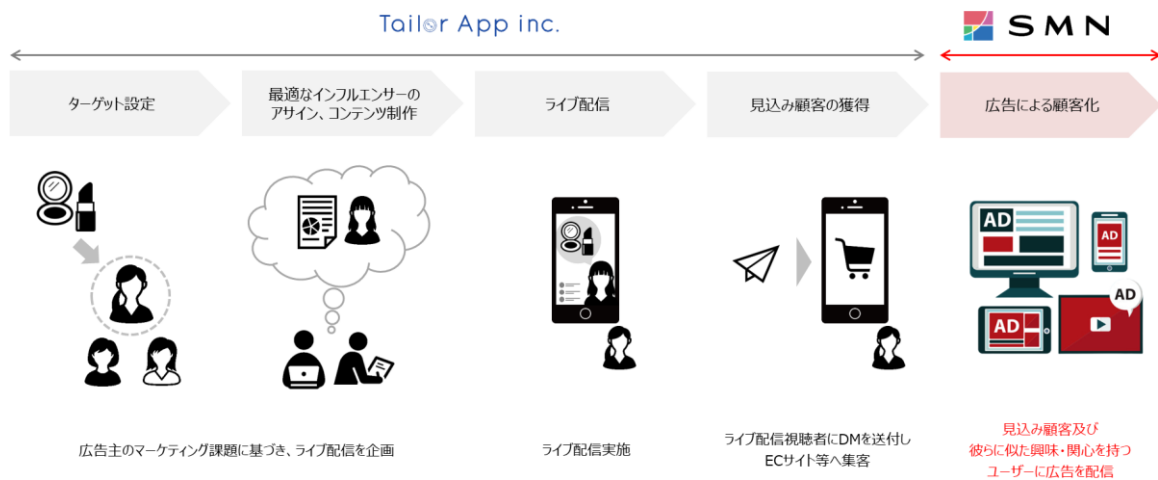 Tailor App inc.
SMN
ターゲット設定
最適なインフルエンサーの
アサイン、コンテンツ制作
ライブ配信
見込み顧客の獲得
広告による顧客化
AD
AD
AD
AD
広告主のマーケティング課題に基づき、ライブ配信を企画
ライブ配信実施
ライブ配信視聴者にDMを送付し
ECサイト等へ集客
見込み顧客及び
彼らに似た興味・関心を持つ
ユーザーに広告を配信